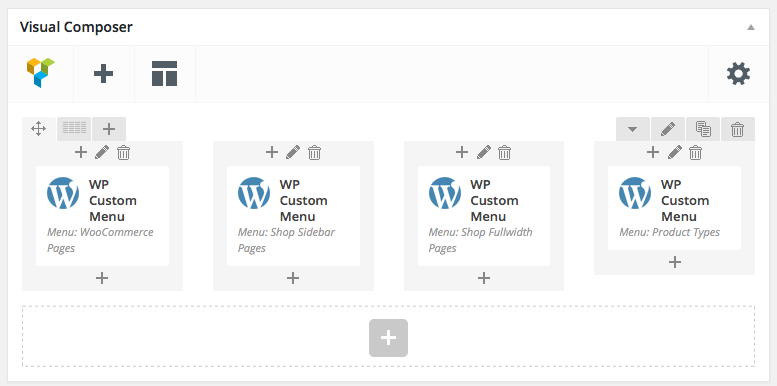 Visual Composer
WP
Custom
Menu
Menu: WooCommerce
Pages
WP
Custom
Menu
Menu: Shop Sidebar
Pages
WP
Custom
Menu
Menu: Shop Fullwidth
Pages
WP
Custom
Menu
Menu: Product Types